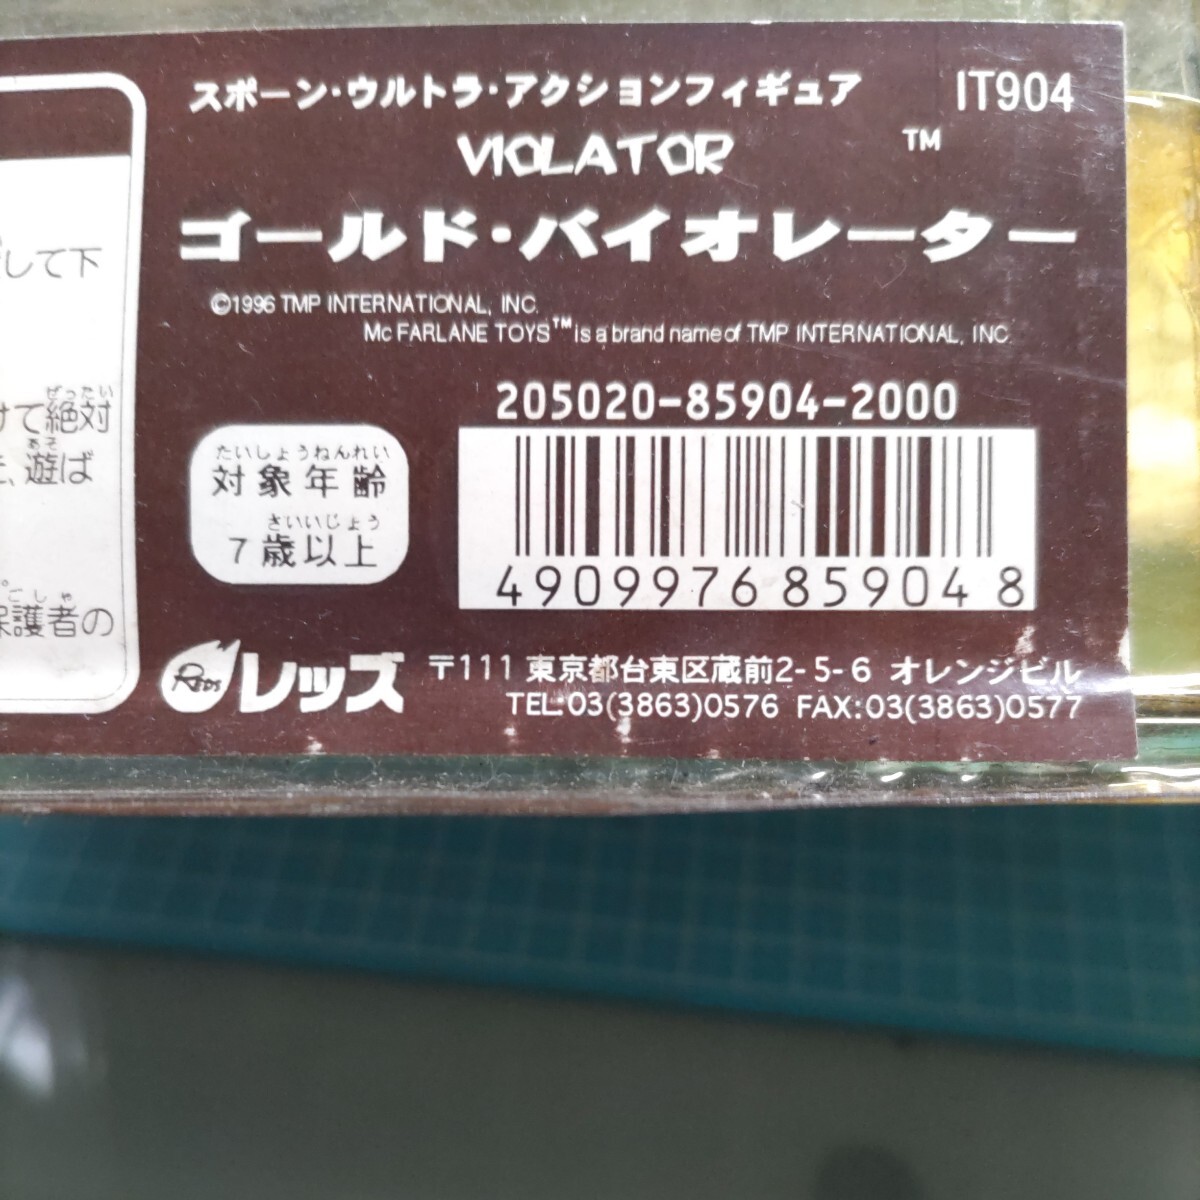 スポーン・ウルトラ・アクションフィギュア IT904
VIOLATOR ™
ゴールド・バイオレーター
©1996 TMP INTERNATIONAL, INC.
Mc FARLANE TOYS™ is a brand name of TMP INTERNATIONAL, INC.
205020-85904-2000
4909976859048
たいしょうねんれい
対象年齢
さいいじょう
7歳以上
して下
ぜったい
けて絶対
あそ
遊ば
ごしゃ
保護者の
REDS レッズ
〒111 東京都台東区蔵前2-5-6 オレンジビル
TEL:03(3863)0576 FAX:03(3863)0577